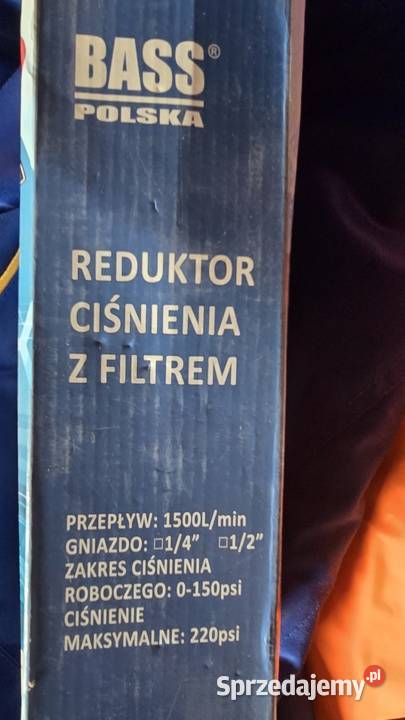 BASS®
POLSKA
REDUKTOR
CIŚNIENIA
Z FILTREM
PRZEPŁYW: 1500L/min
GNIAZDO: □1/4” □1/2”
ZAKRES CIŚNIENIA
ROBOCZEGO: 0-150psi
CIŚNIENIE
MAKSYMALNE: 220psi
Sprzedajemy.pl